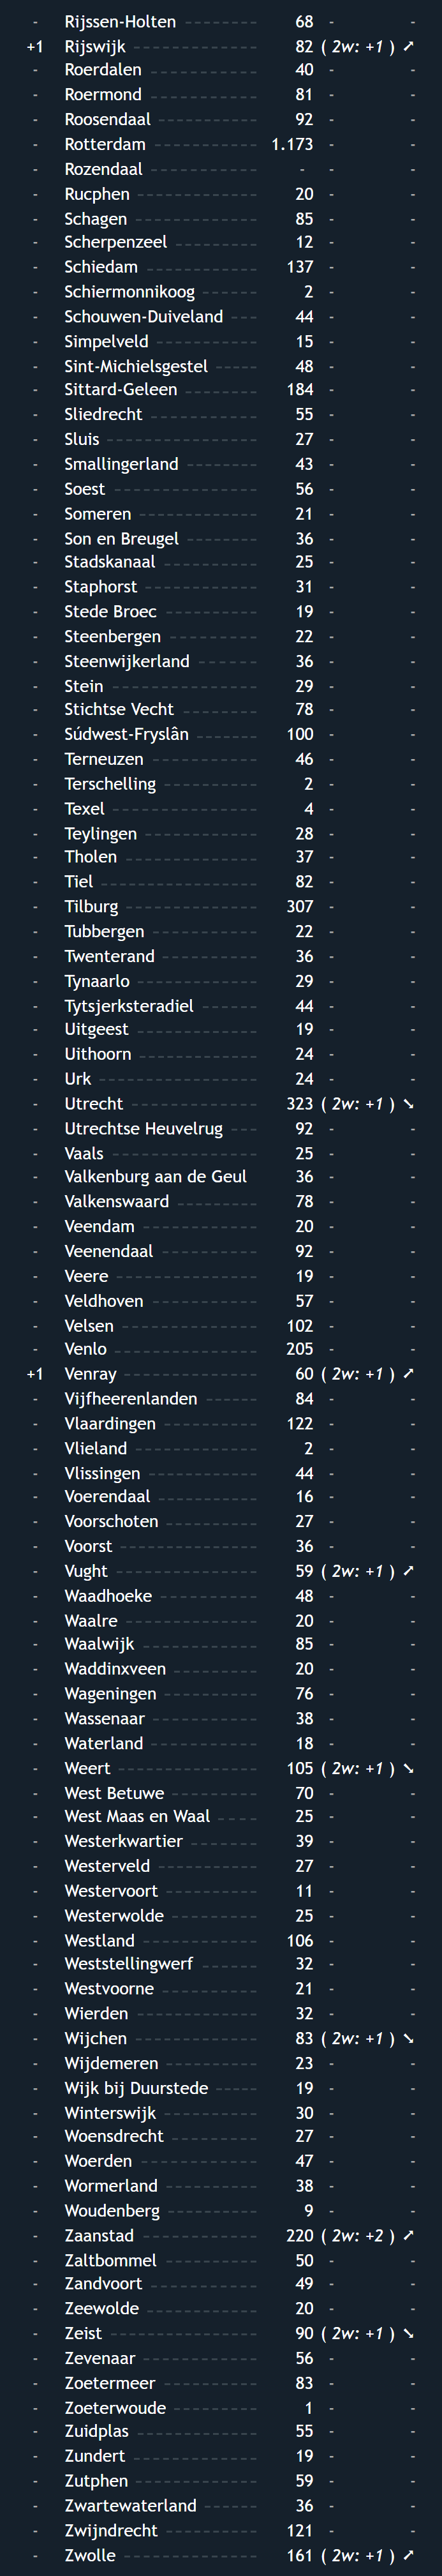 - Rijssen-Holten 68 - -
+1 Rijswijk 82 ( 2w: +1 ) ↗
- Roerdalen 40 - -
- Roermond 81 - -
- Roosendaal 92 - -
- Rotterdam 1.173 - -
- Rozendaal - - -
- Rucphen 20 - -
- Schagen 85 - -
- Scherpenzeel 12 - -
- Schiedam 137 - -
- Schiermonnikoog 2 - -
- Schouwen-Duiveland 44 - -
- Simpelveld 15 - -
- Sint-Michielsgestel 48 - -
- Sittard-Geleen 184 - -
- Sliedrecht 55 - -
- Sluis 27 - -
- Smallingerland 43 - -
- Soest 56 - -
- Someren 21 - -
- Son en Breugel 36 - -
- Stadskanaal 25 - -
- Staphorst 31 - -
- Stede Broec 19 - -
- Steenbergen 22 - -
- Steenwijkerland 36 - -
- Stein 29 - -
- Stichtse Vecht 78 - -
- Súdwest-Fryslân 100 - -
- Terneuzen 46 - -
- Terschelling 2 - -
- Texel 4 - -
- Teylingen 28 - -
- Tholen 37 - -
- Tiel 82 - -
- Tilburg 307 - -
- Tubbergen 22 - -
- Twenterand 36 - -
- Tynaarlo 29 - -
- Tytsjerksteradiel 44 - -
- Uitgeest 19 - -
- Uithoorn 24 - -
- Urk 24 - -
- Utrecht 323 ( 2w: +1 ) ↘
- Utrechtse Heuvelrug 92 - -
- Vaals 25 - -
- Valkenburg aan de Geul 36 - -
- Valkenswaard 78 - -
- Veendam 20 - -
- Veenendaal 92 - -
- Veere 19 - -
- Veldhoven 57 - -
- Velsen 102 - -
- Venlo 205 - -
+1 Venray 60 ( 2w: +1 ) ↗
- Vijfheerenlanden 84 - -
- Vlaardingen 122 - -
- Vlieland 2 - -
- Vlissingen 44 - -
- Voerendaal 16 - -
- Voorschoten 27 - -
- Voorst 36 - -
- Vught 59 ( 2w: +1 ) ↗
- Waadhoeke 48 - -
- Waalre 20 - -
- Waalwijk 85 - -
- Waddinxveen 20 - -
- Wageningen 76 - -
- Wassenaar 38 - -
- Waterland 18 - -
- Weert 105 ( 2w: +1 ) ↘
- West Betuwe 70 - -
- West Maas en Waal 25 - -
- Westerkwartier 39 - -
- Westerveld 27 - -
- Westervoort 11 - -
- Westerwolde 25 - -
- Westland 106 - -
- Weststellingwerf 32 - -
- Westvoorne 21 - -
- Wierden 32 - -
- Wijchen 83 ( 2w: +1 ) ↘
- Wijdemeren 23 - -
- Wijk bij Duurstede 19 - -
- Winterswijk 30 - -
- Woensdrecht 27 - -
- Woerden 47 - -
- Wormerland 38 - -
- Woudenberg 9 - -
- Zaanstad 220 ( 2w: +2 ) ↗
- Zaltbommel 50 - -
- Zandvoort 49 - -
- Zeewolde 20 - -
- Zeist 90 ( 2w: +1 ) ↘
- Zevenaar 56 - -
- Zoetermeer 83 - -
- Zoeterwoude 1 - -
- Zuidplas 55 - -
- Zundert 19 - -
- Zutphen 59 - -
- Zwartewaterland 36 - -
- Zwijndrecht 121 - -
- Zwolle 161 ( 2w: +1 ) ↗